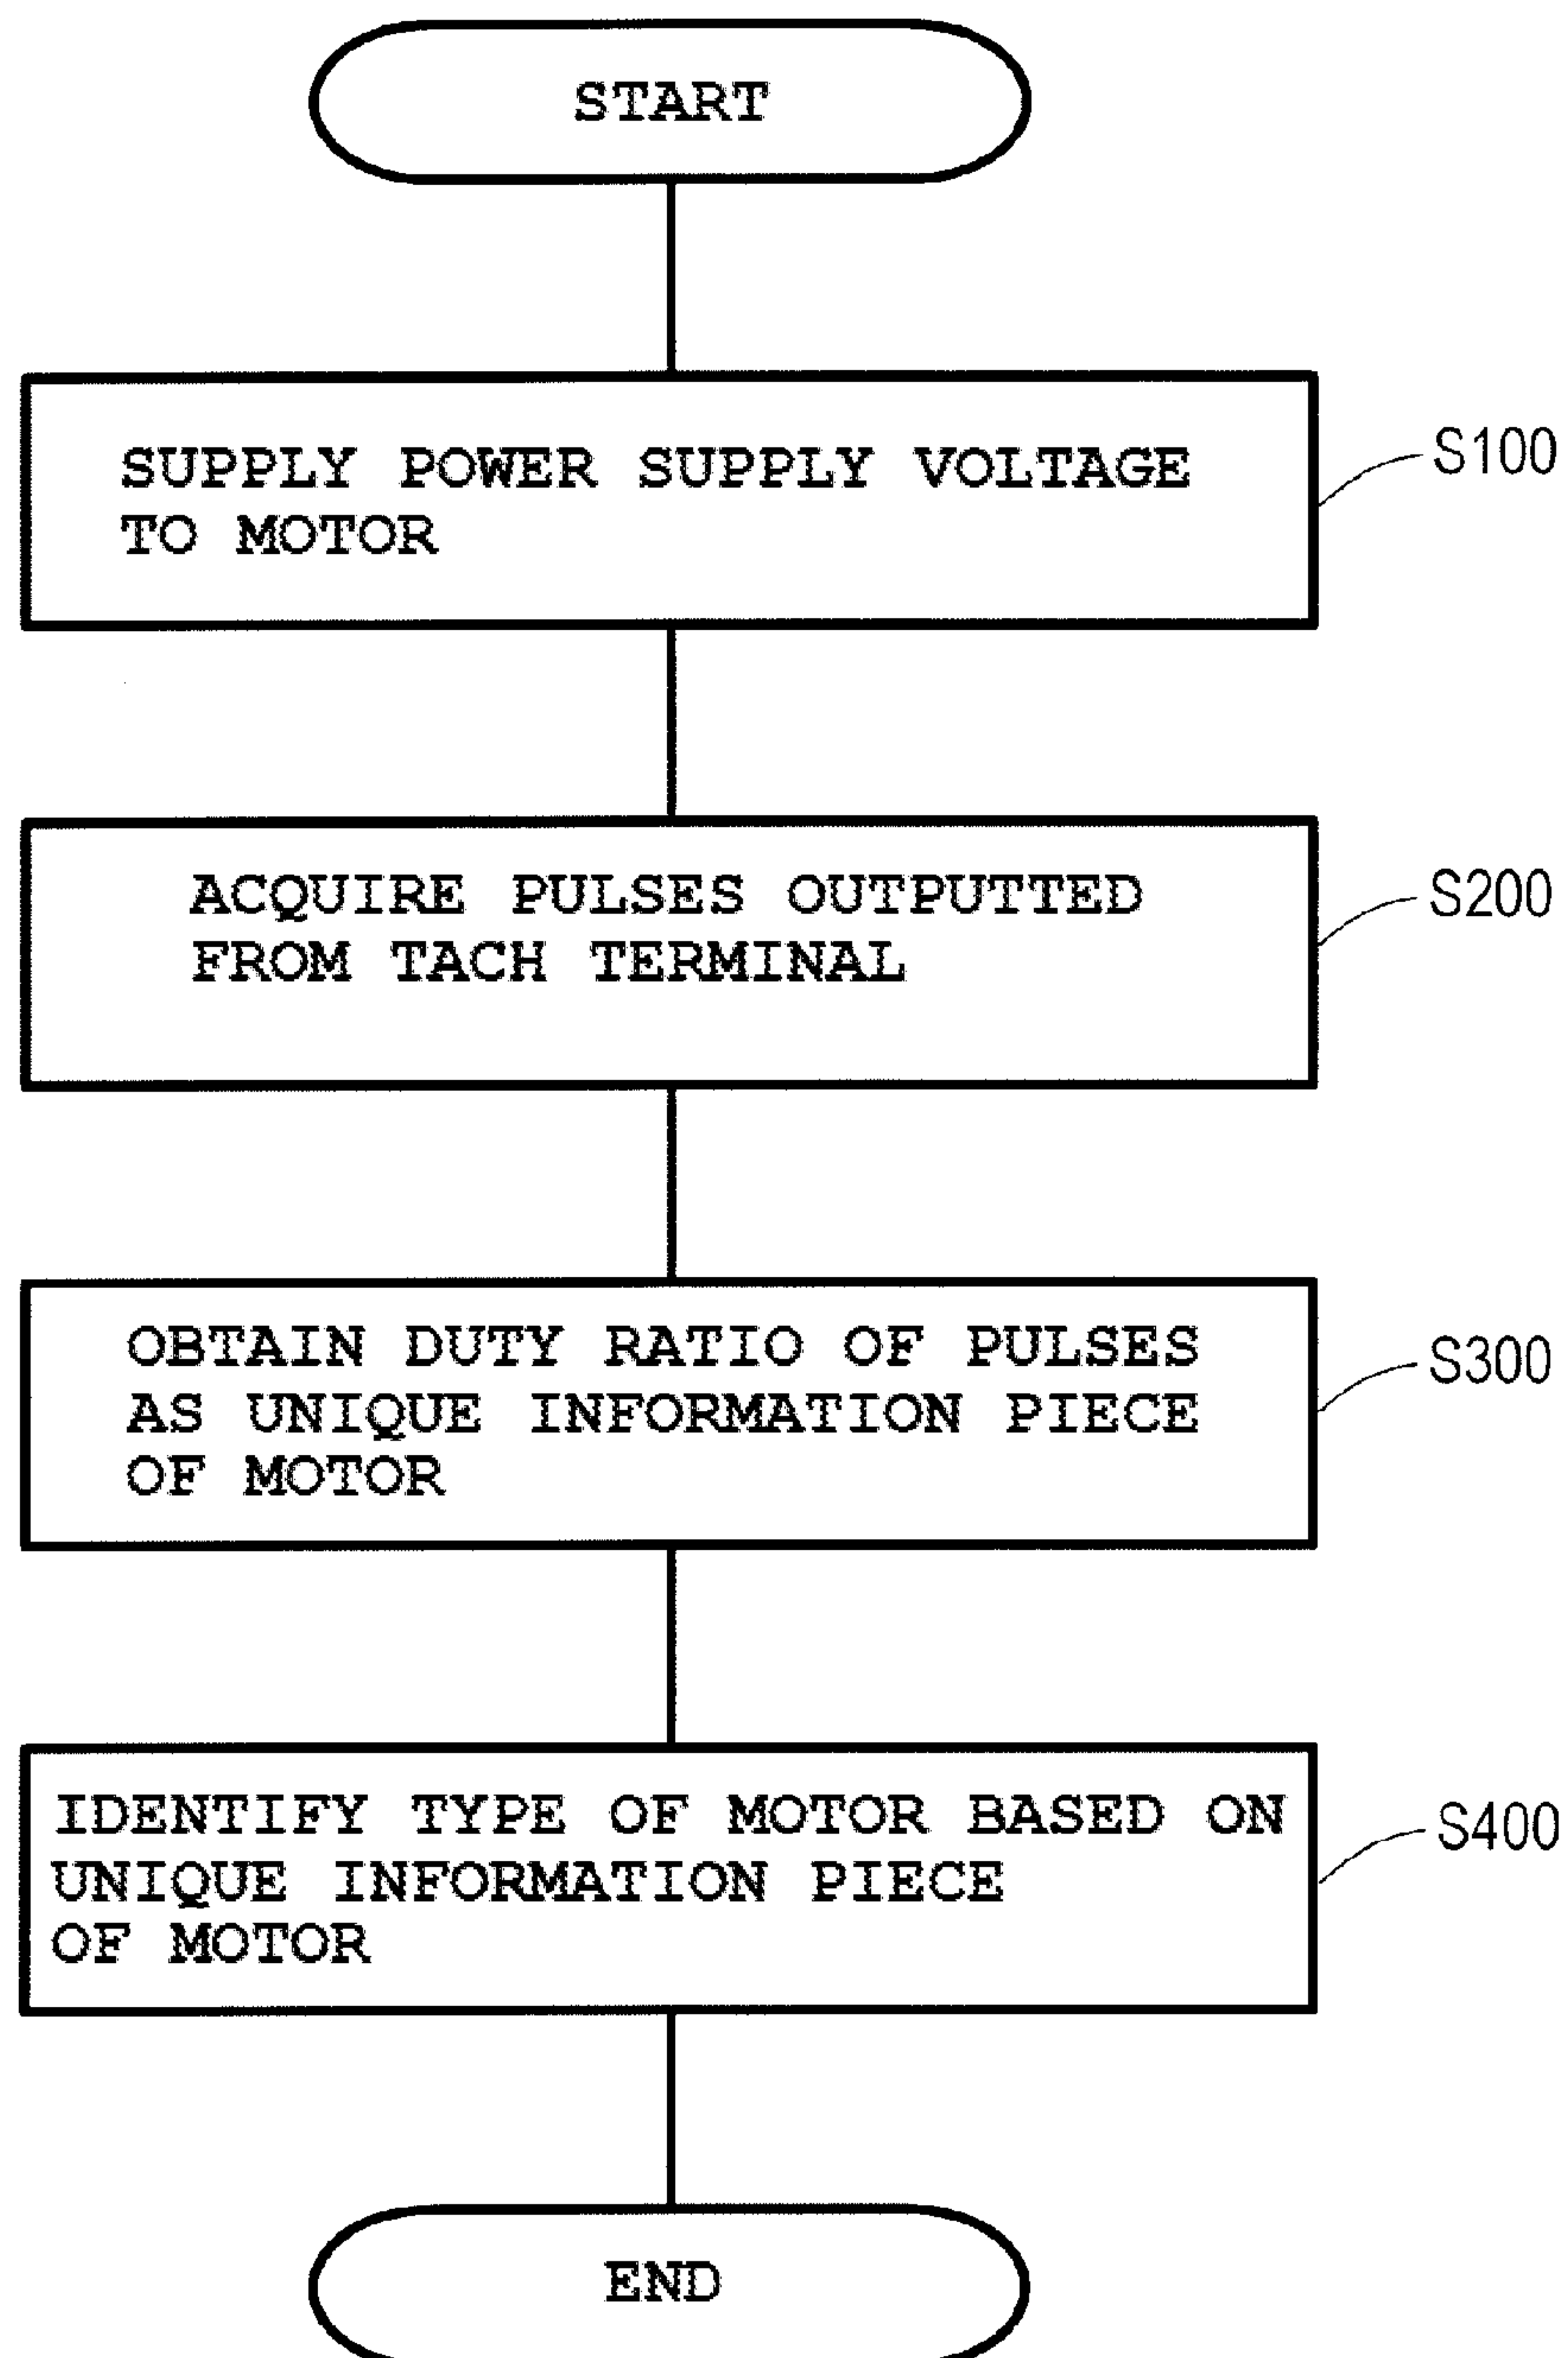 START
SUPPLY POWER SUPPLY VOLTAGE
TO MOTOR
S100
ACQUIRE PULSES OUTPUTTED
FROM TACH TERMINAL
S200
OBTAIN DUTY RATIO OF PULSES
AS UNIQUE INFORMATION PIECE
OF MOTOR
S300
IDENTIFY TYPE OF MOTOR BASED ON
UNIQUE INFORMATION PIECE
OF MOTOR
S400
END